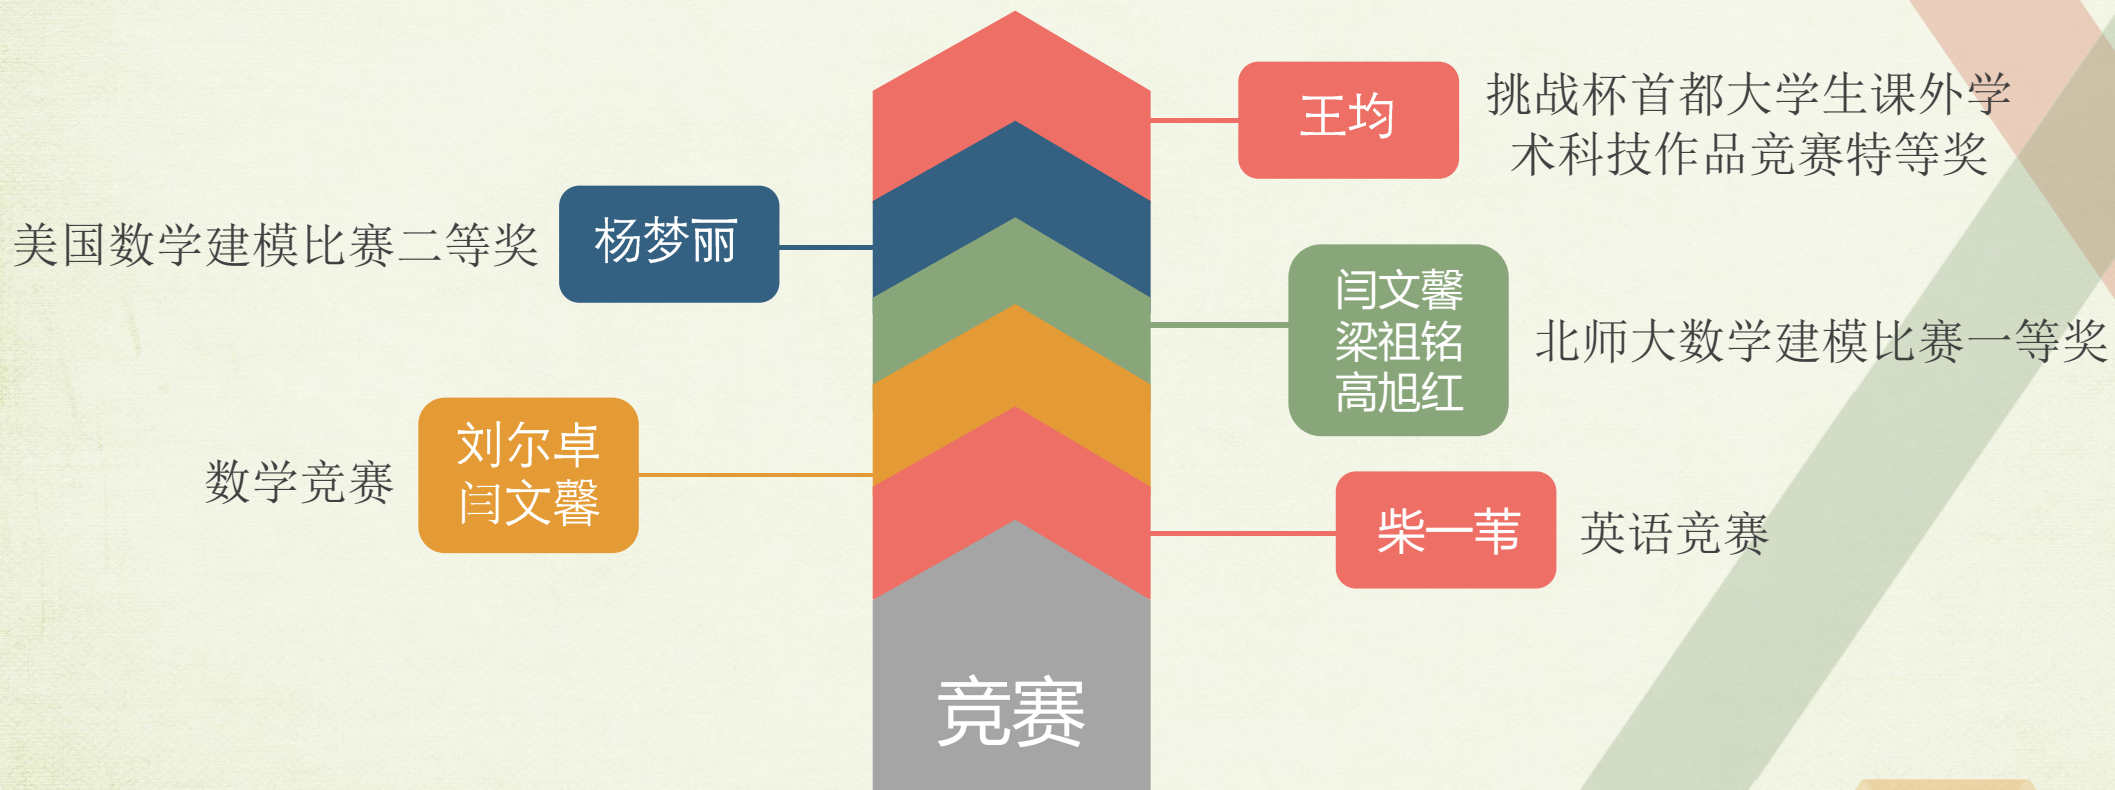 王均
挑战杯首都大学生课外学
术科技作品竞赛特等奖
美国数学建模比赛二等奖
杨梦丽
闫文馨
梁祖铭
高旭红
北师大数学建模比赛一等奖
数学竞赛
刘尔卓
闫文馨
柴一苇
英语竞赛
竞赛